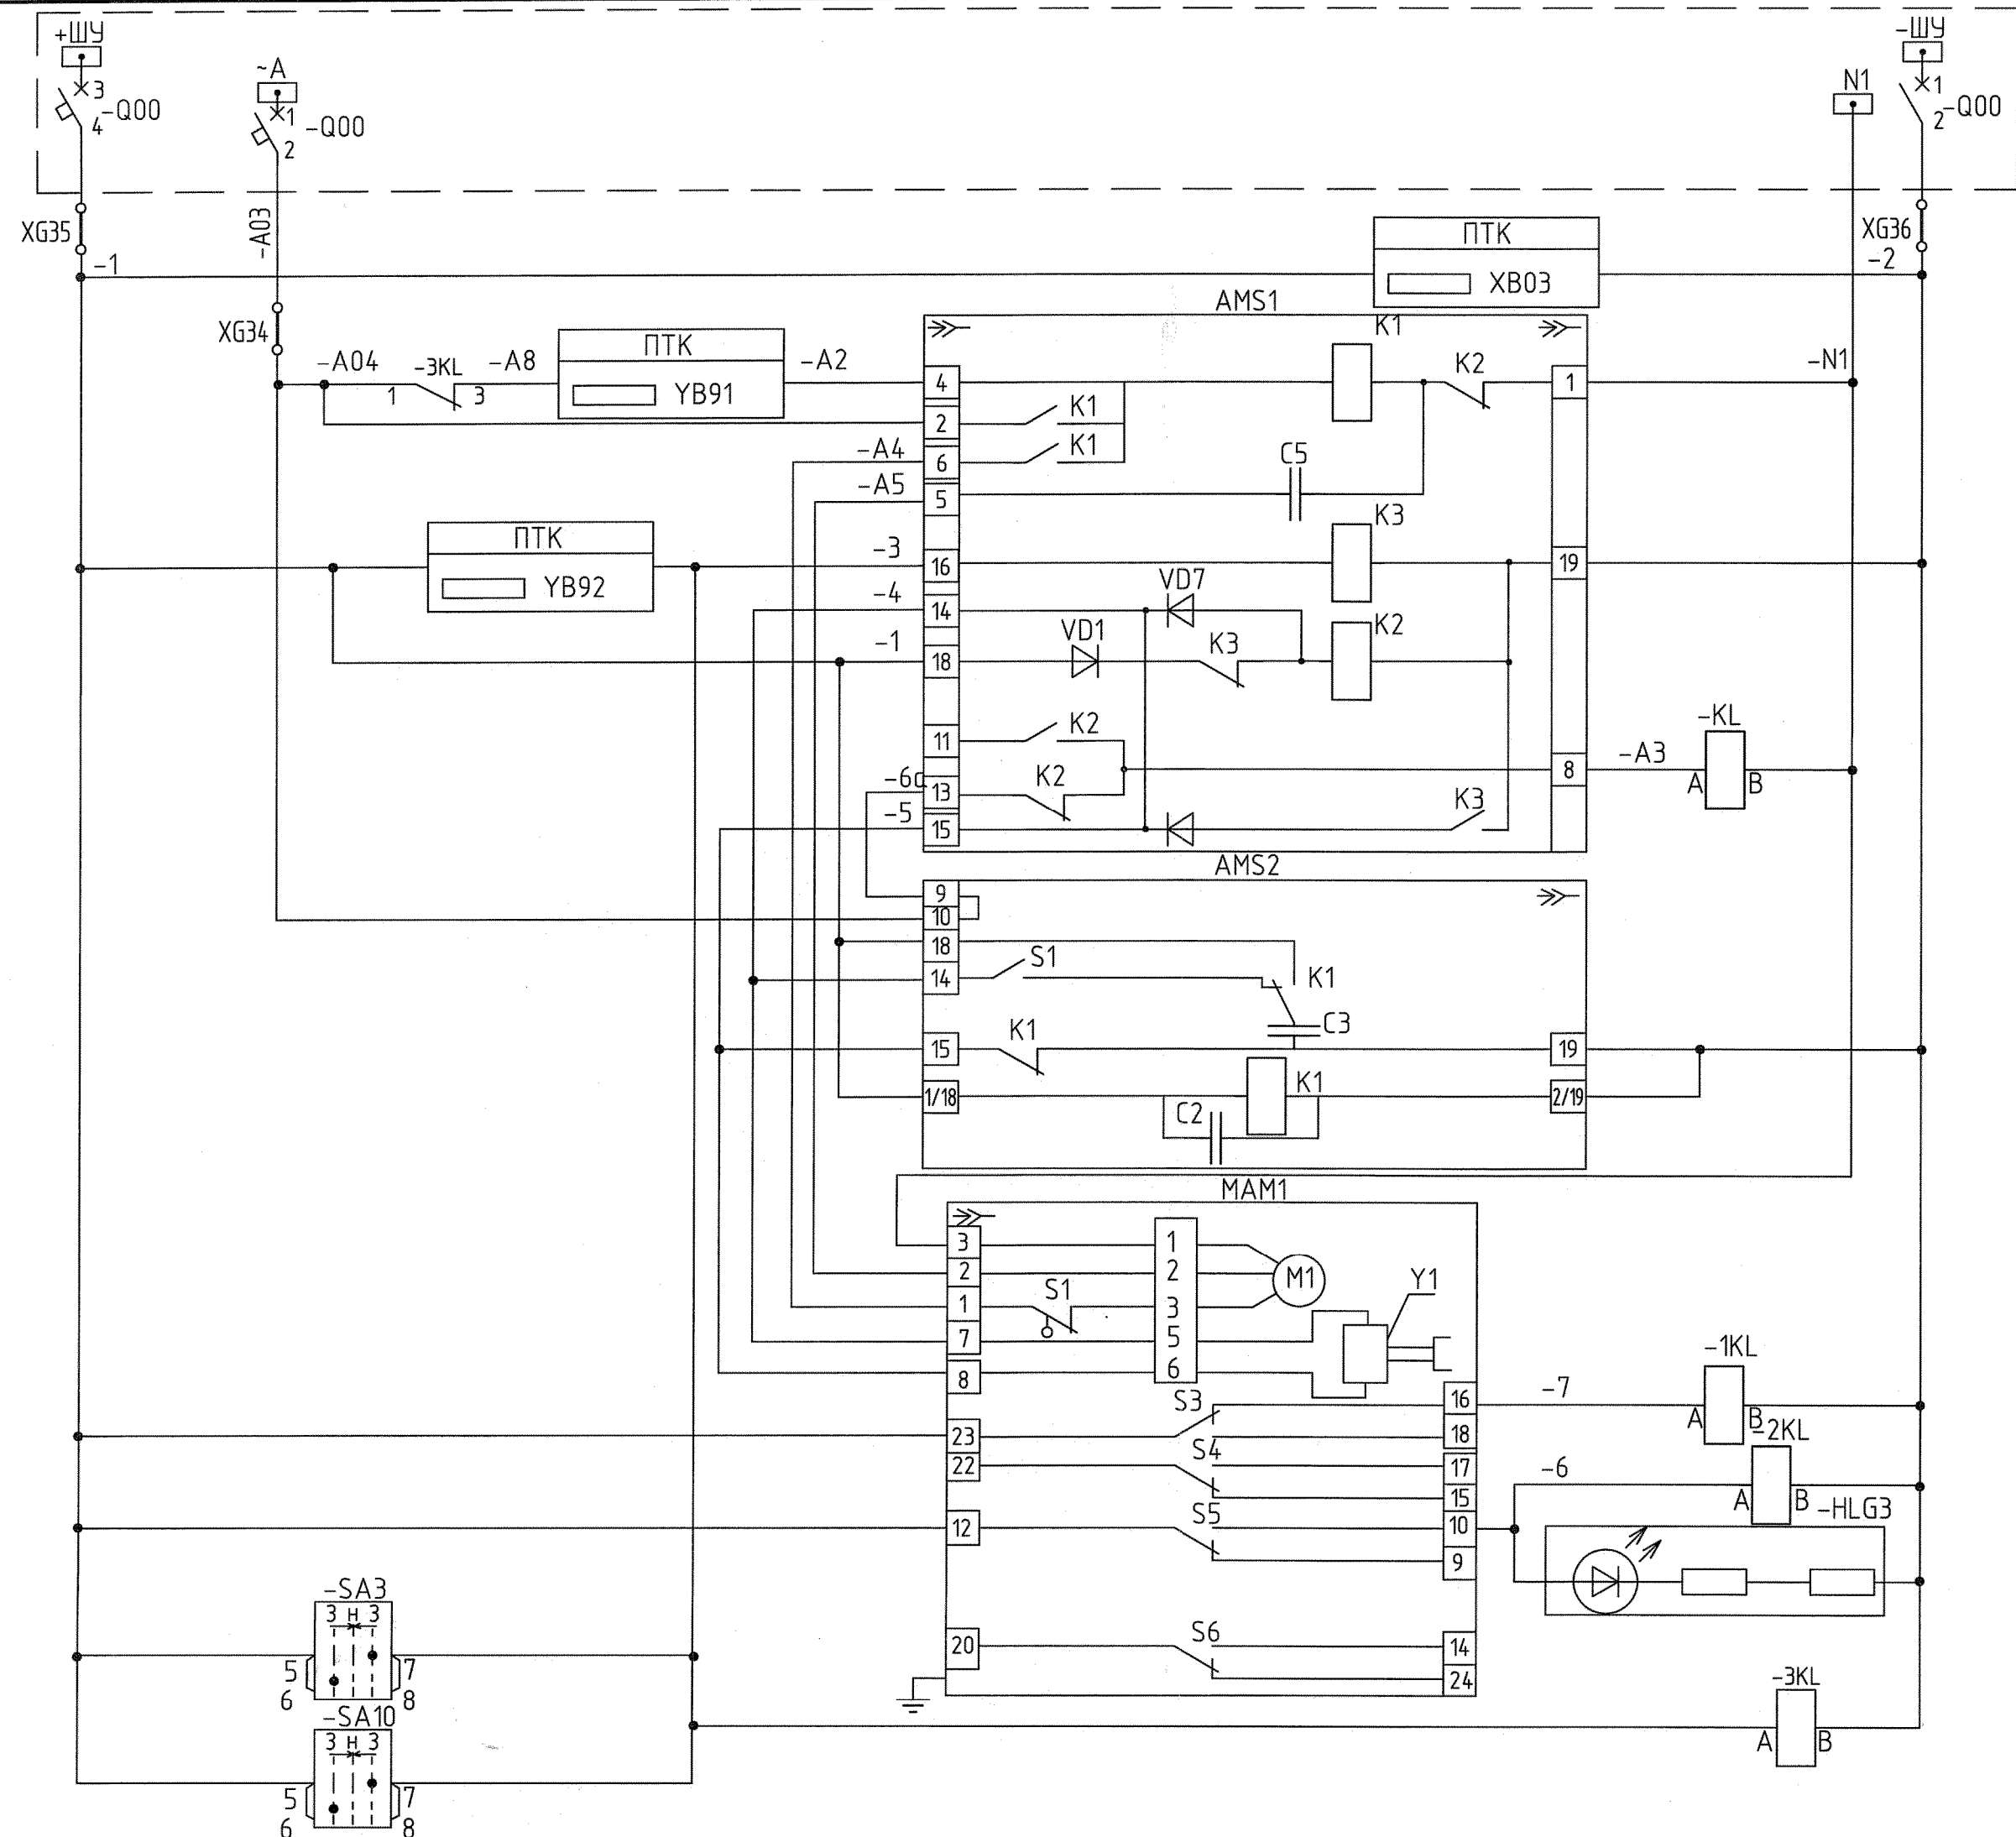 +ШУ
-ШУ
~A
N1
3
4
-Q00
1
2
-Q00
1
2
-Q00
XG35
-A03
XG36
ПТК
XB03
-1
-2
XG34
AMS1
ПТК
YB91
-A04
1
-3KL
3
-A8
-A2
4
K1
K2
1
-N1
2
K1
-A4
6
K1
-A5
5
C5
ПТК
YB92
-3
16
K3
19
-4
14
VD7
-1
18
VD1
K3
K2
11
K2
-KL
8
-A3
A
B
13
K2
-5
15
K3
AMS2
9
10
18
14
S1
K1
C3
15
K1
19
1/18
K1
2/19
C2
MAM1
3
1
2
2
M1
1
S1
3
Y1
7
5
8
6
-1KL
23
S3
16
-7
A
B
18
22
S4
17
-2KL
15
-6
A
B
12
S5
10
-HLG3
9
-SA3
3 Н 3
20
S6
14
24
5
6
7
8
-3KL
A
B
-SA10
3 Н 3
5
6
7
8